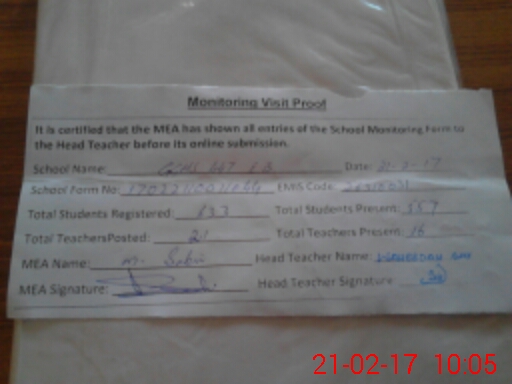 Monitoring Visit Proof
It is certified that the MEA has shown all entries of the School Monitoring Form to
the Head Teacher before its online submission.
School Name: Date: 21-2-17
School Form No: EMIS Code:
Total Students Registered: 633 Total Students Present: 557
Total TeachersPosted: 21 Total Teachers Present: 16
MEA Name: M. Head Teacher Name:
MEA Signature: Head Teacher Signature:
21-02-17 10:05